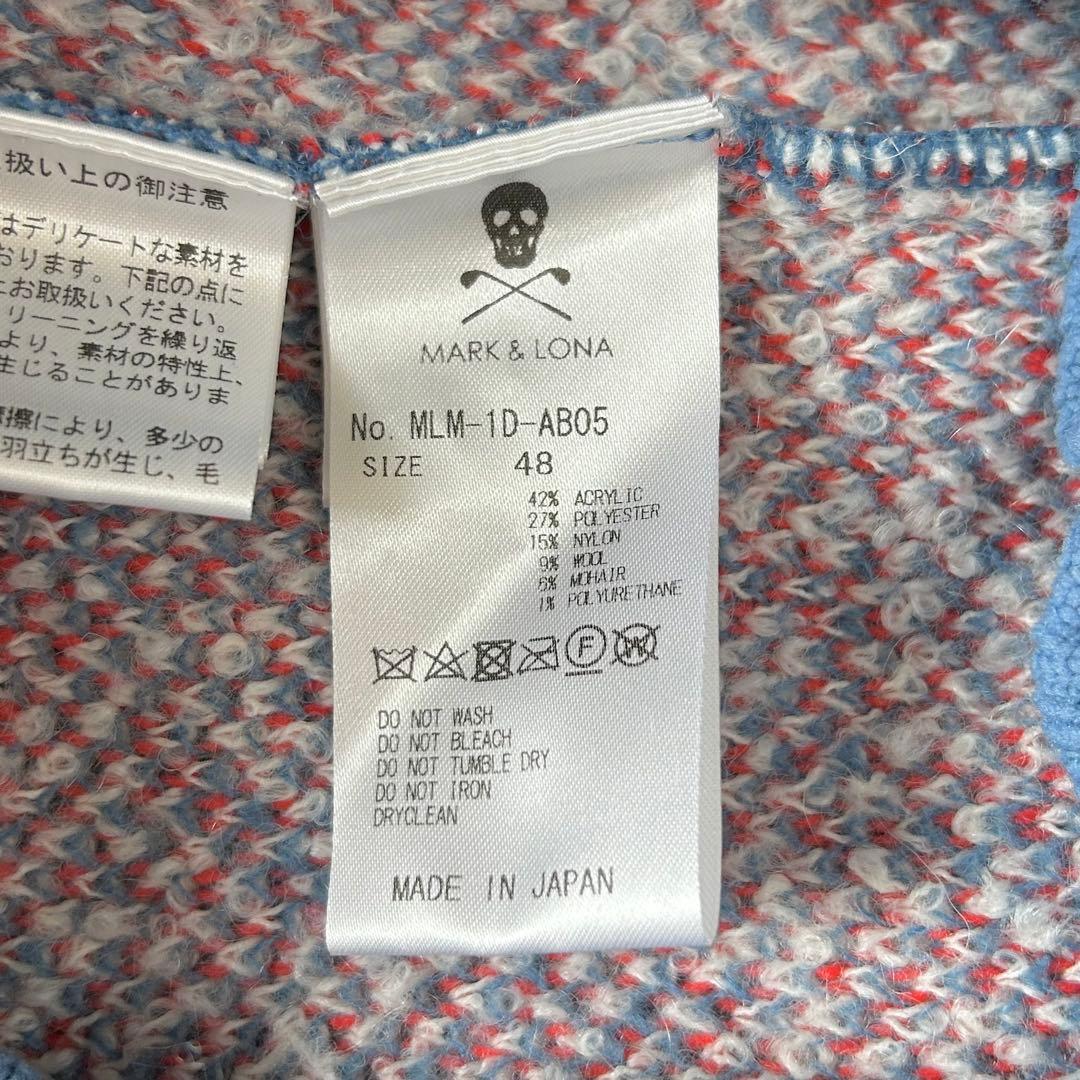 扱い上の御注意
はデリケートな素材を
おります。下記の点に
お取扱いください。
リーニングを繰り返
より、素材の特性上、
生じることがありま
擦により、多少の
羽立ちが生じ、毛
MARK & LONA
No. MLM-1D-AB05
SIZE 48
42% ACRYLIC
27% POLYESTER
15% NYLON
9% WOOL
6% MOHAIR
1% POLYURETHANE
F
W
DO NOT WASH
DO NOT BLEACH
DO NOT TUMBLE DRY
DO NOT IRON
DRYCLEAN
MADE IN JAPAN